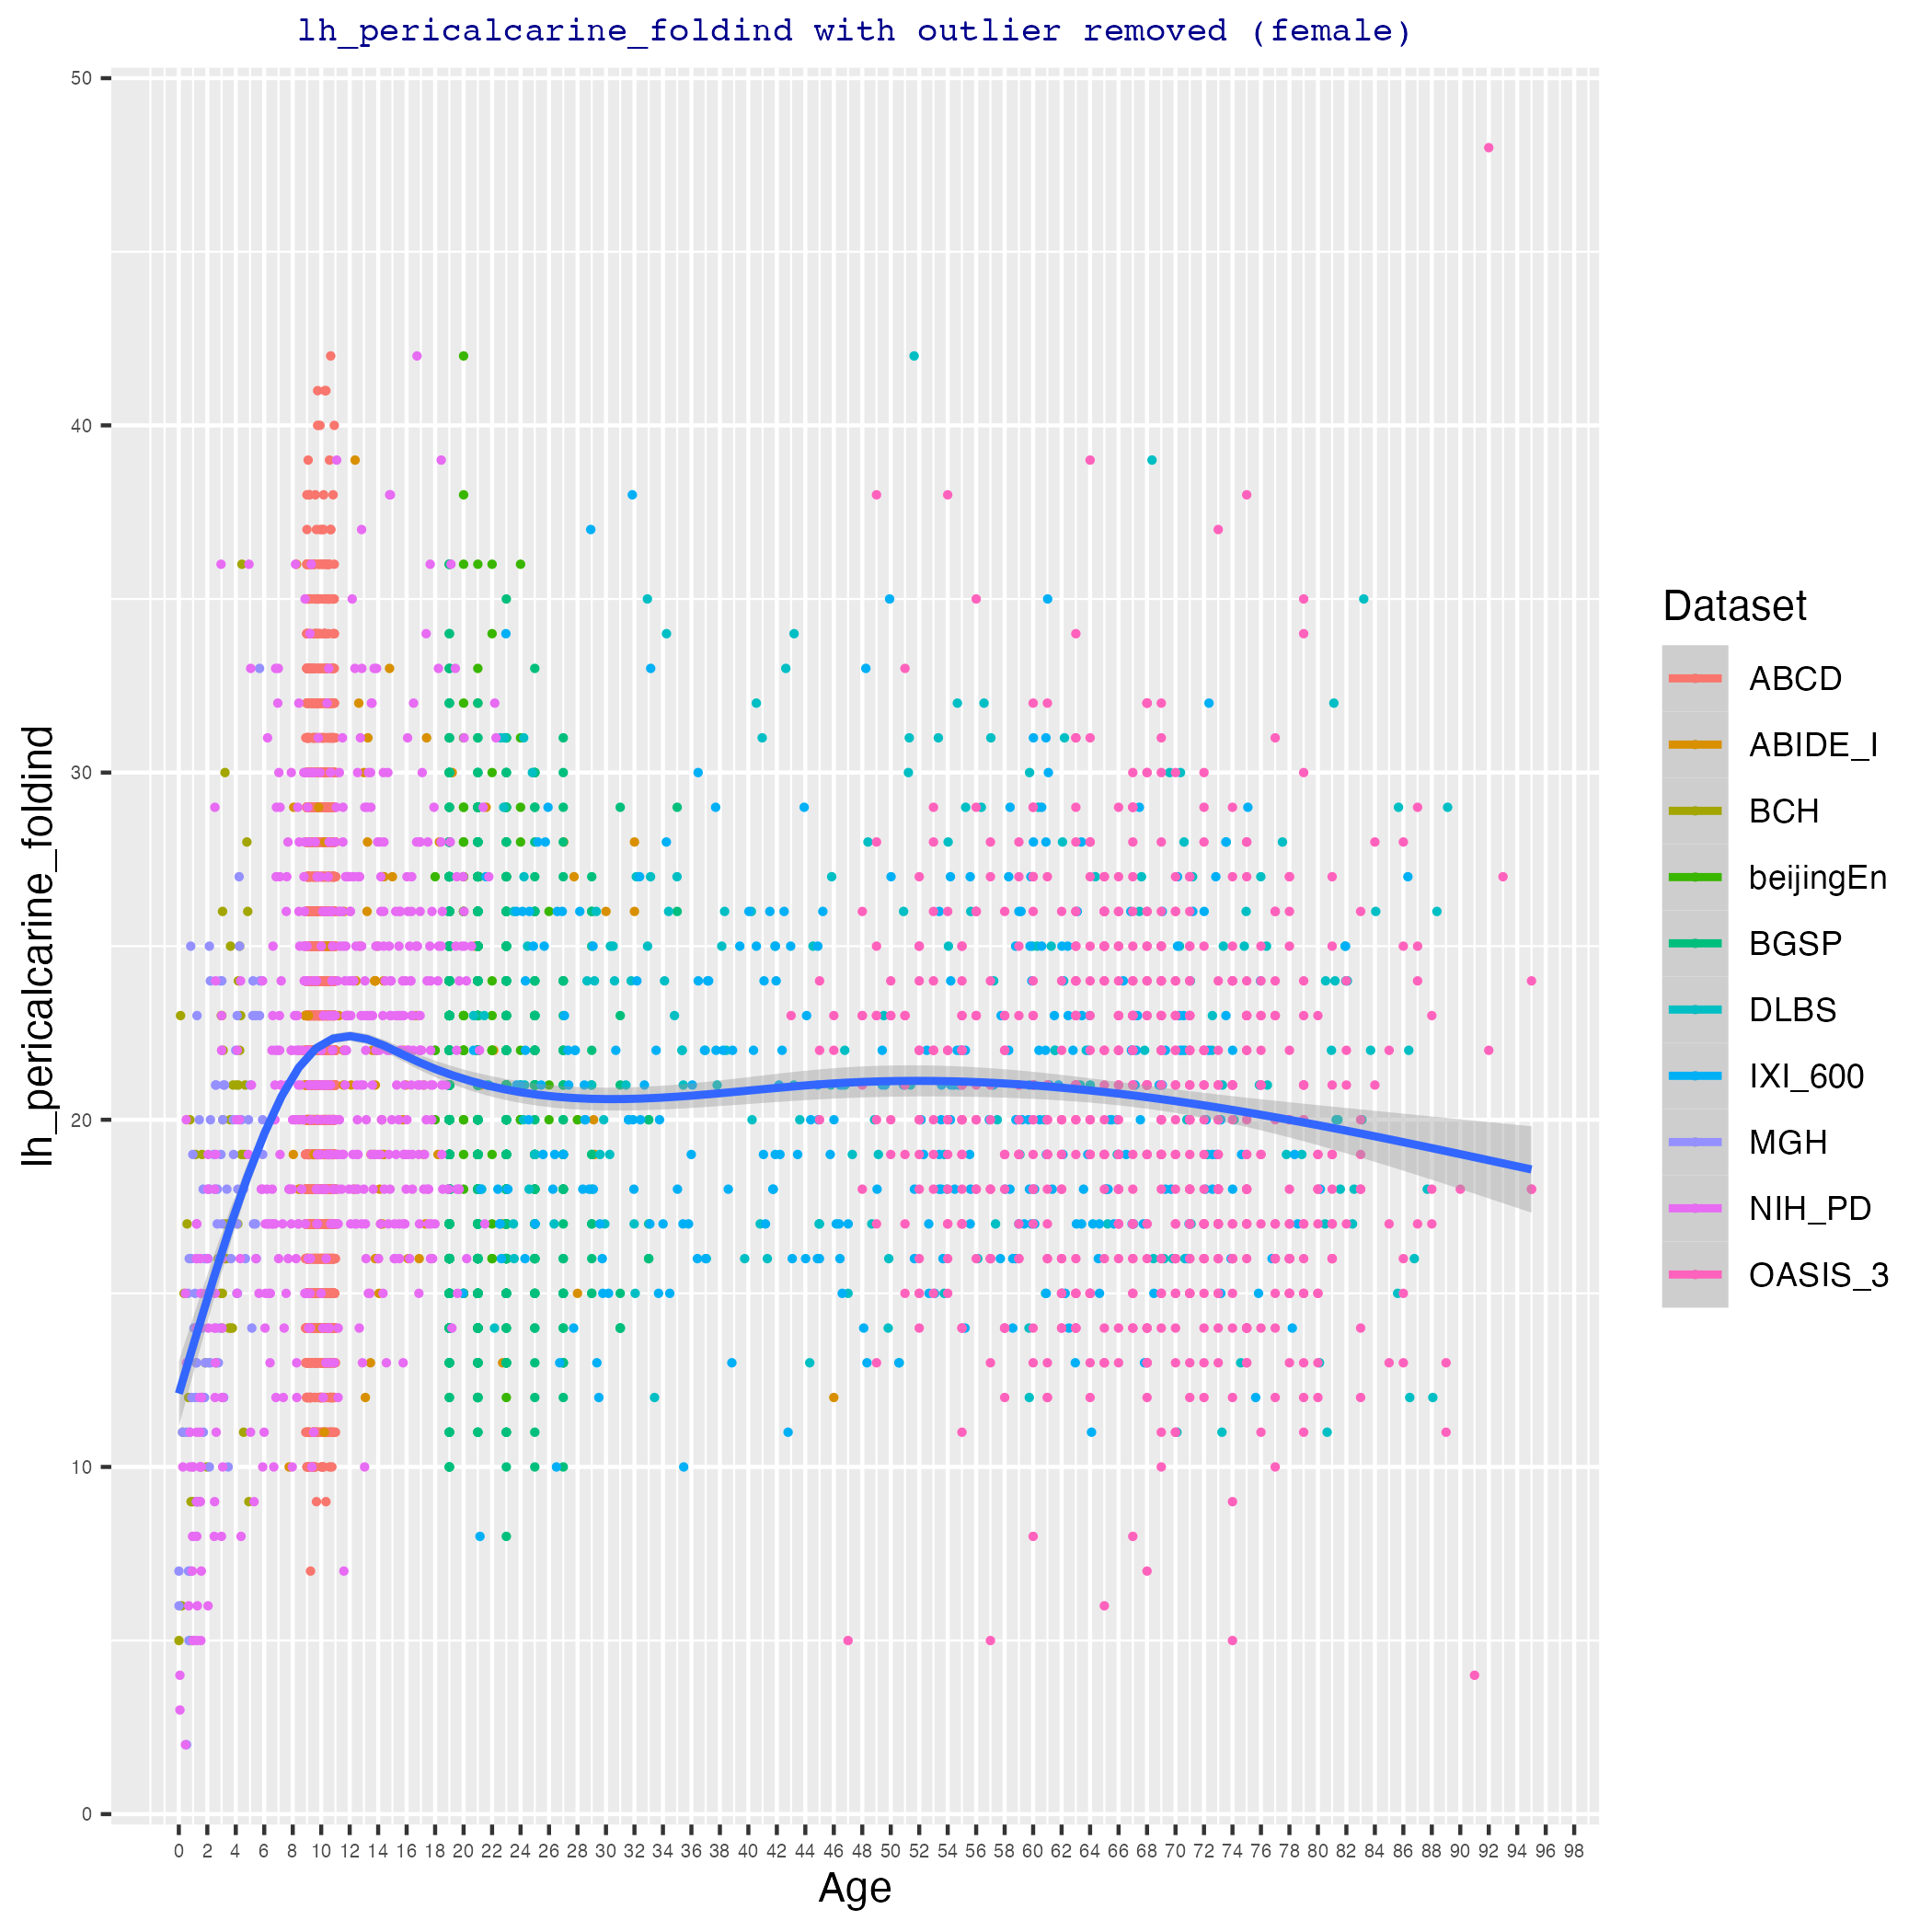 lh_pericalcarine_foldind with outlier removed (female)
lh_pericalcarine_foldind
50
40
30
20
10
0
0 2 4 6 8 10 12 14 16 18 20 22 24 26 28 30 32 34 36 38 40 42 44 46 48 50 52 54 56 58 60 62 64 66 68 70 72 74 76 78 80 82 84 86 88 90 92 94 96 98
Age
Dataset
ABCD
ABIDE_I
BCH
beijingEn
BGSP
DLBS
IXI_600
MGH
NIH_PD
OASIS_3